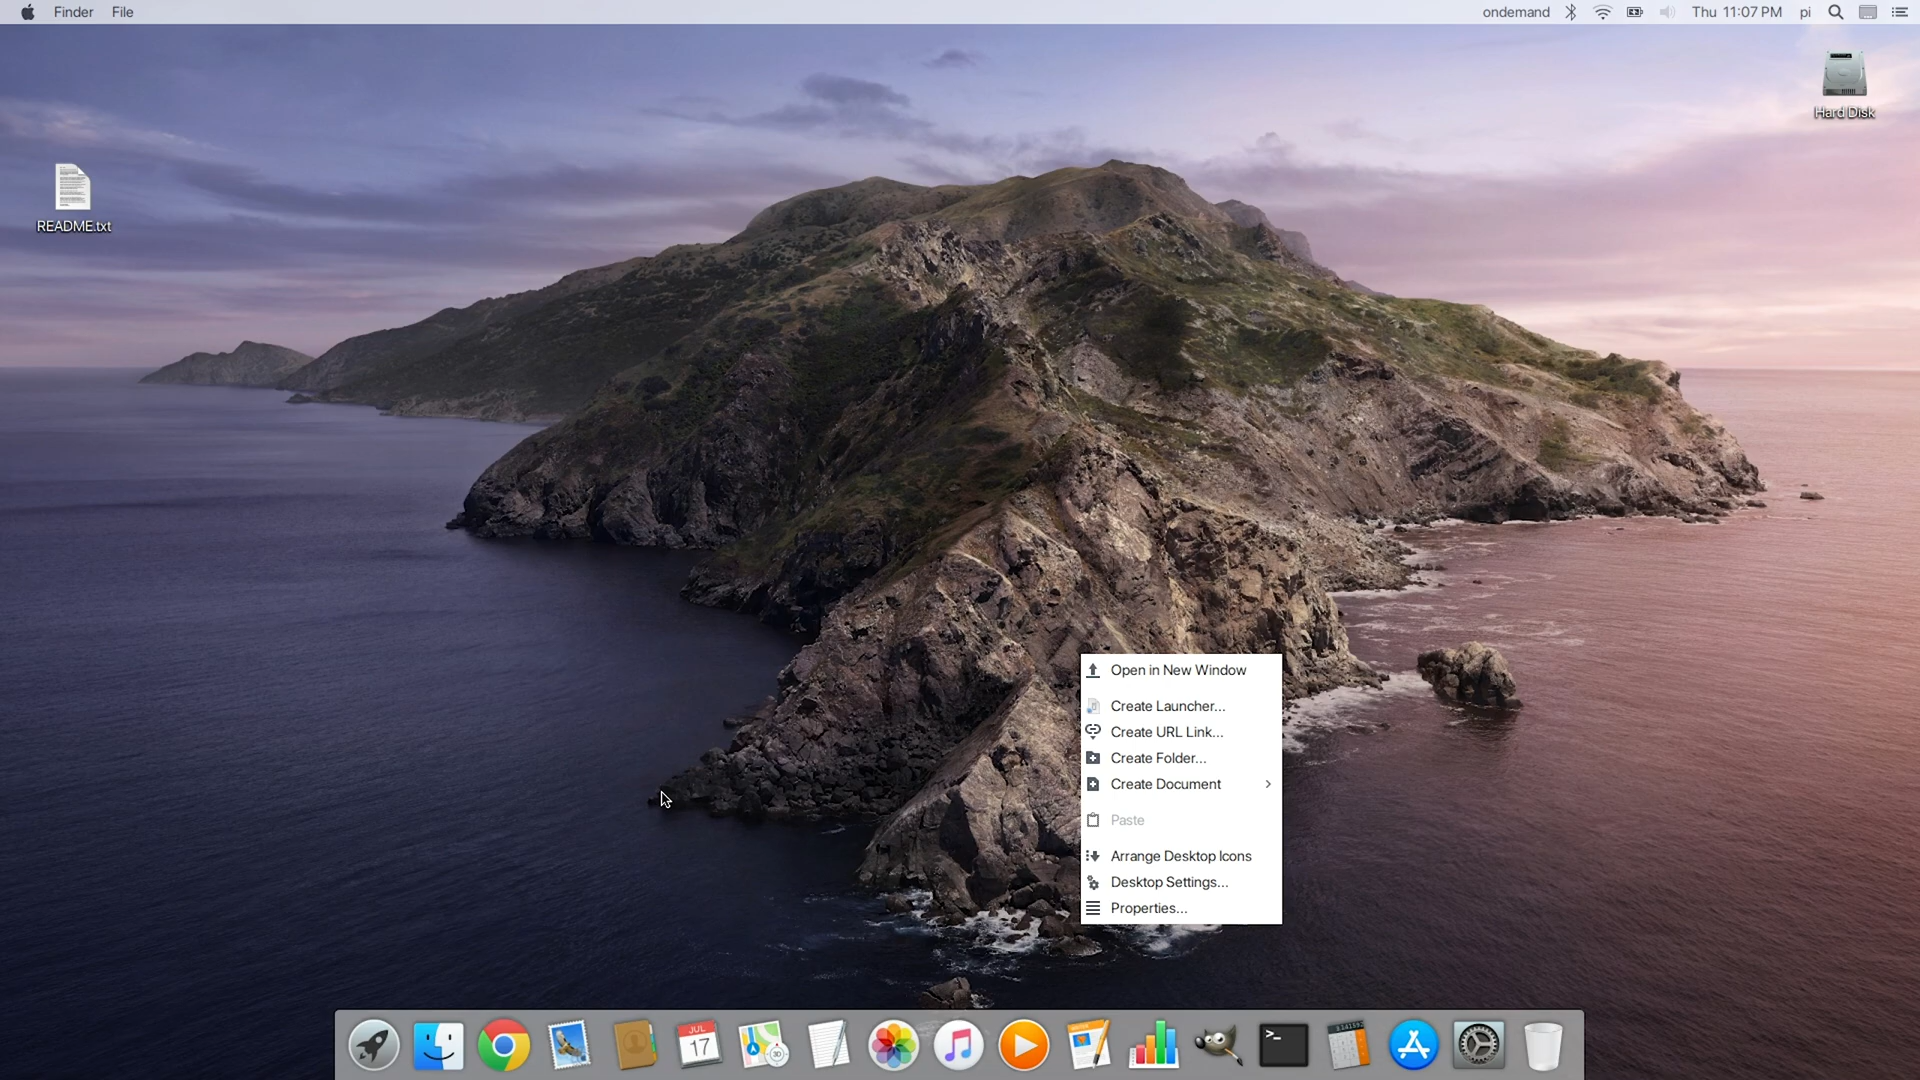 Finder File ondemand Thu 11:07 PM pi
Hard Disk
README.txt
Open in New Window
Create Launcher...
Create URL Link...
Create Folder...
Create Document
Paste
Arrange Desktop Icons
Desktop Settings...
Properties...
JUL
17
3D
>_